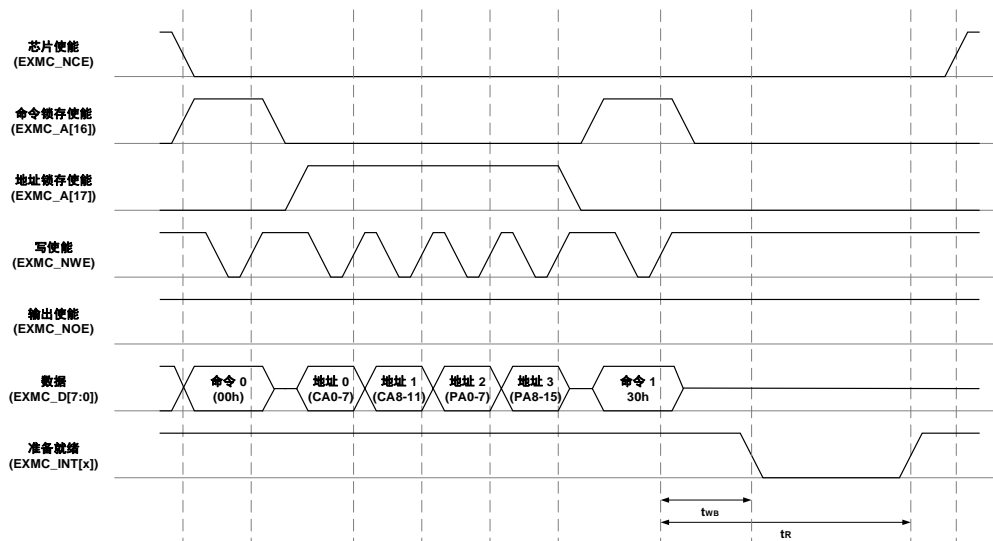 芯片使能
(EXMC_NCE)
命令锁存使能
(EXMC_A[16])
地址锁存使能
(EXMC_A[17])
写使能
(EXMC_NWE)
输出使能
(EXMC_NOE)
数据
(EXMC_D[7:0])
命令 0
(00h)
地址 0
(CA0-7)
地址 1
(CA8-11)
地址 2
(PA0-7)
地址 3
(PA8-15)
命令 1
30h
准备就绪
(EXMC_INT[x])
tWB
tR